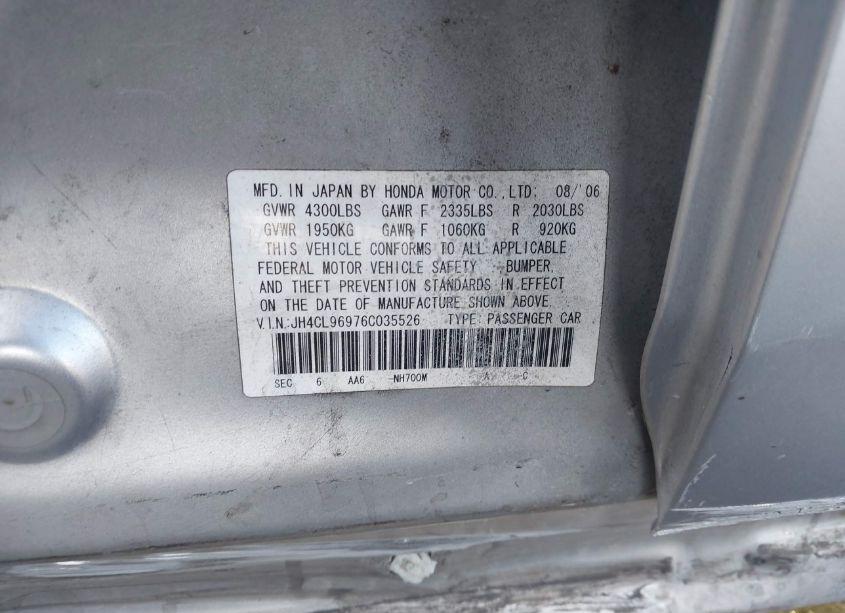 MFD. IN JAPAN BY HONDA MOTOR CO., LTD: 08/'06
GVWR 4300LBS GAWR F 2335LBS R 2030LBS
GVWR 1950KG GAWR F 1060KG R 920KG
THIS VEHICLE CONFORMS TO ALL APPLICABLE
FEDERAL MOTOR VEHICLE SAFETY BUMPER,
AND THEFT PREVENTION STANDARDS IN EFFECT
ON THE DATE OF MANUFACTURE SHOWN ABOVE.
V.I.N.:JH4CL96976C035526 TYPE: PASSENGER CAR
SEC 6 AA6 -NH700M A -C